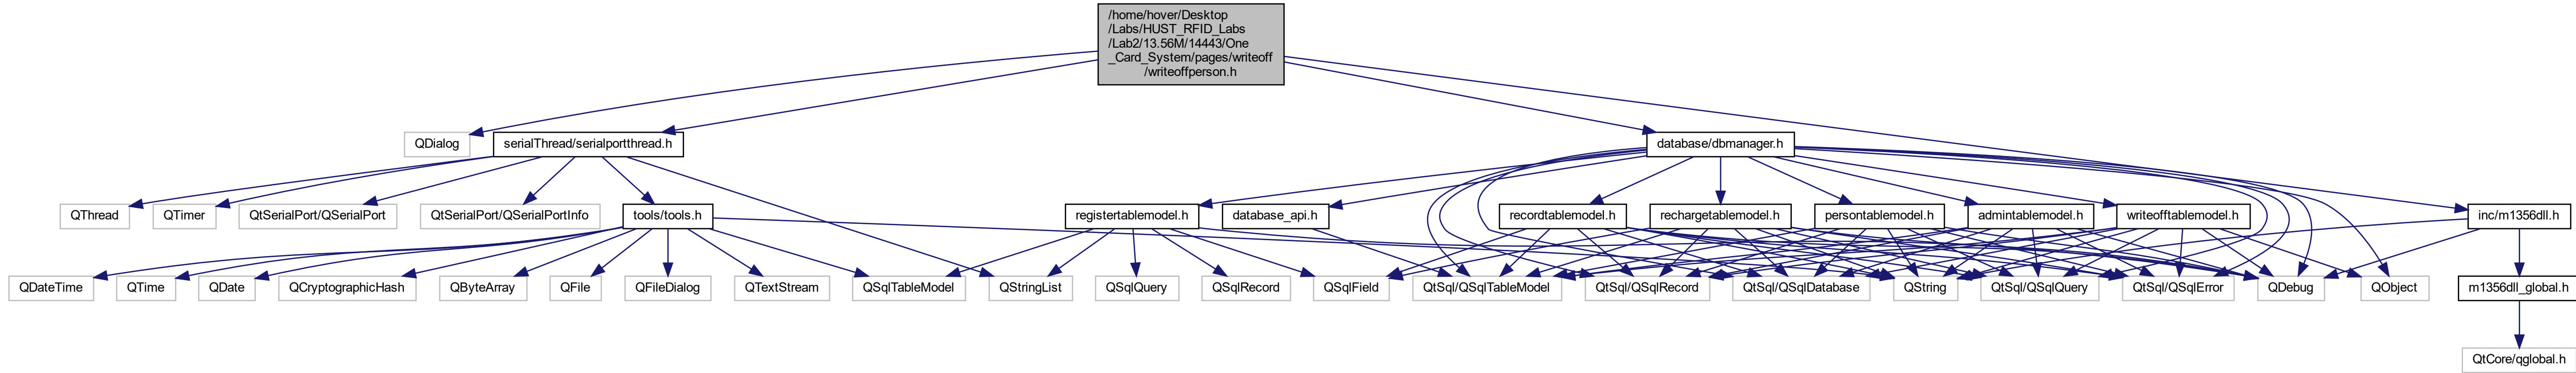 /home/hover/Desktop
/Labs/HUST_RFID_Labs
/Lab2/13.56M/14443/One
_Card_System/pages/writeoff
/writeoffperson.h
QDialog
serialThread/serialportthread.h
database/dbmanager.h
QThread
QTimer
QtSerialPort/QSerialPort
QtSerialPort/QSerialPortInfo
tools/tools.h
registertablemodel.h
database_api.h
recordtablemodel.h
rechargetablemodel.h
persontablemodel.h
admintablemodel.h
writeofftablemodel.h
inc/m1356dll.h
QDateTime
QTime
QDate
QCryptographicHash
QByteArray
QFile
QFileDialog
QTextStream
QSqlTableModel
QStringList
QSqlQuery
QSqlRecord
QSqlField
QtSql/QSqlTableModel
QtSql/QSqlRecord
QtSql/QSqlDatabase
QString
QtSql/QSqlQuery
QtSql/QSqlError
QDebug
QObject
m1356dll_global.h
QtCore/qglobal.h